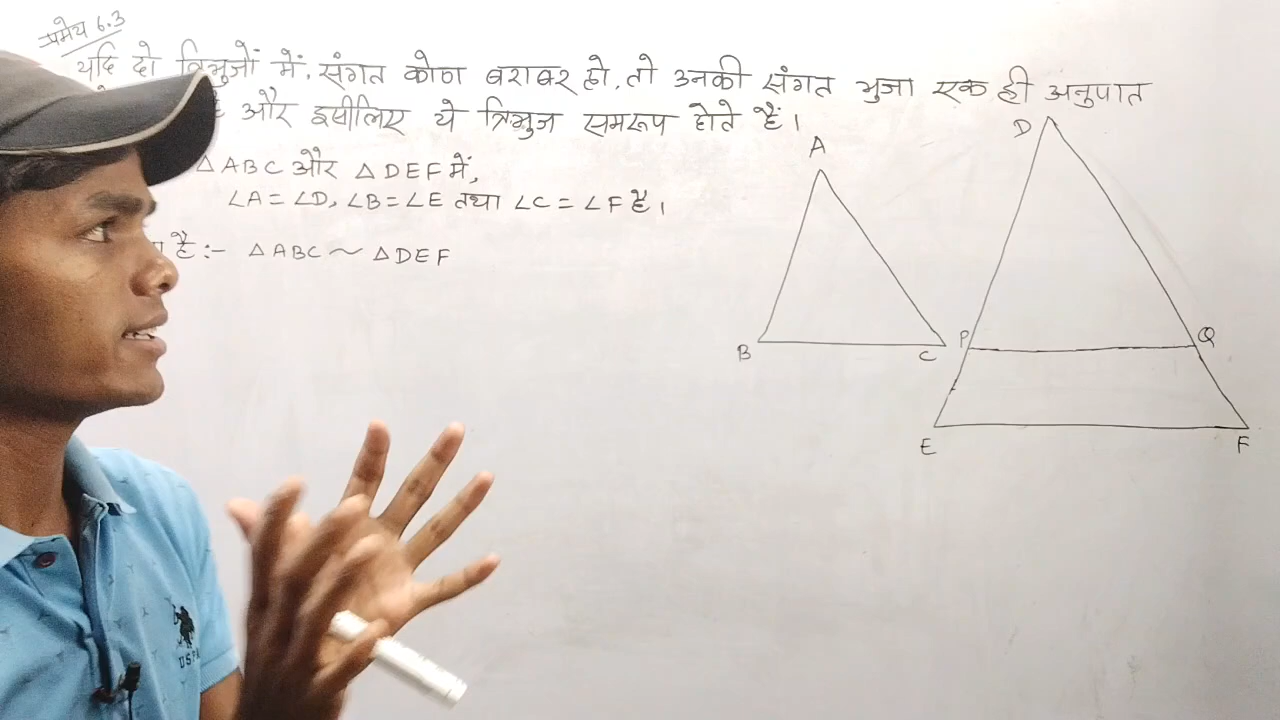 प्रमेय 6.3
यदि दो त्रिभुजों में, संगत कोण बराबर हो, तो उनकी संगत भुजा एक ही अनुपात
और इसीलिए ये त्रिभुज समरूप होते हैं।
△ABC और △DEF में,
∠A = ∠D, ∠B = ∠E तथा ∠C = ∠F है।
है :- △ABC ~ △DEF
A
B
C
D
P
Q
E
F